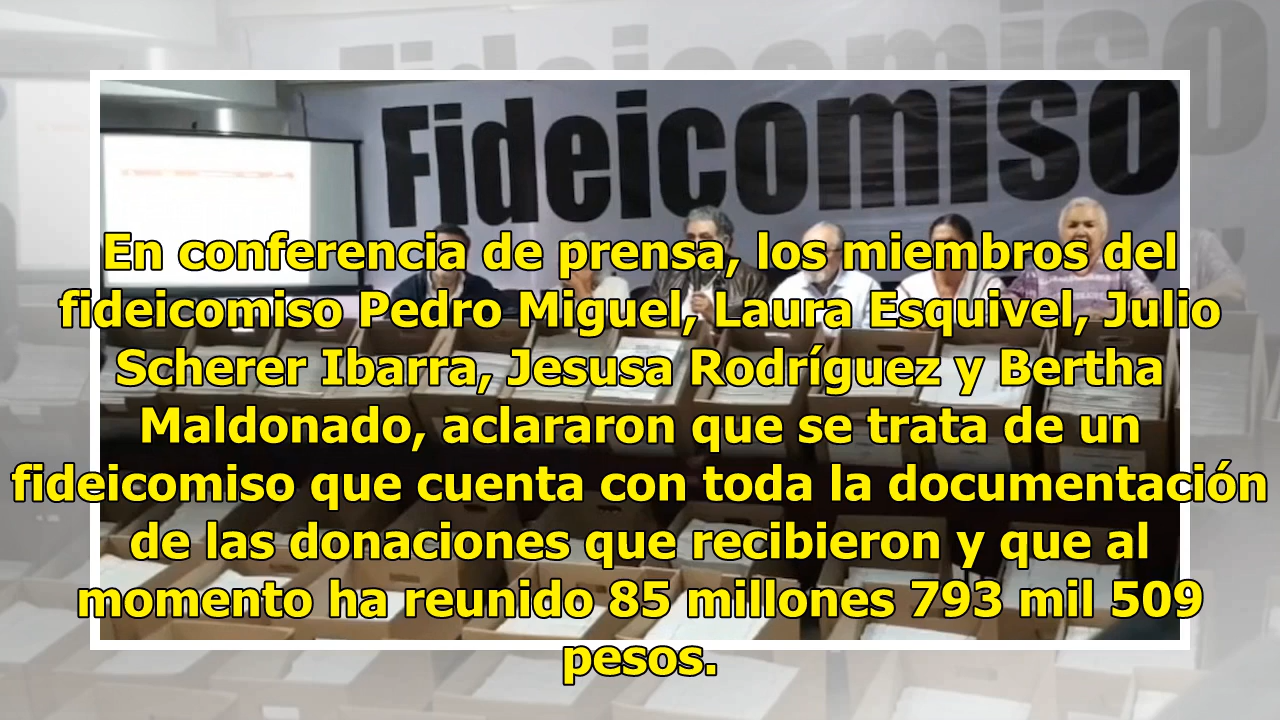 Fideicomiso
En conferencia de prensa, los miembros del
fideicomiso Pedro Miguel, Laura Esquivel, Julio
Scherer Ibarra, Jesusa Rodríguez y Bertha
Maldonado, aclararon que se trata de un
fideicomiso que cuenta con toda la documentación
de las donaciones que recibieron y que al
momento ha reunido 85 millones 793 mil 509
pesos.